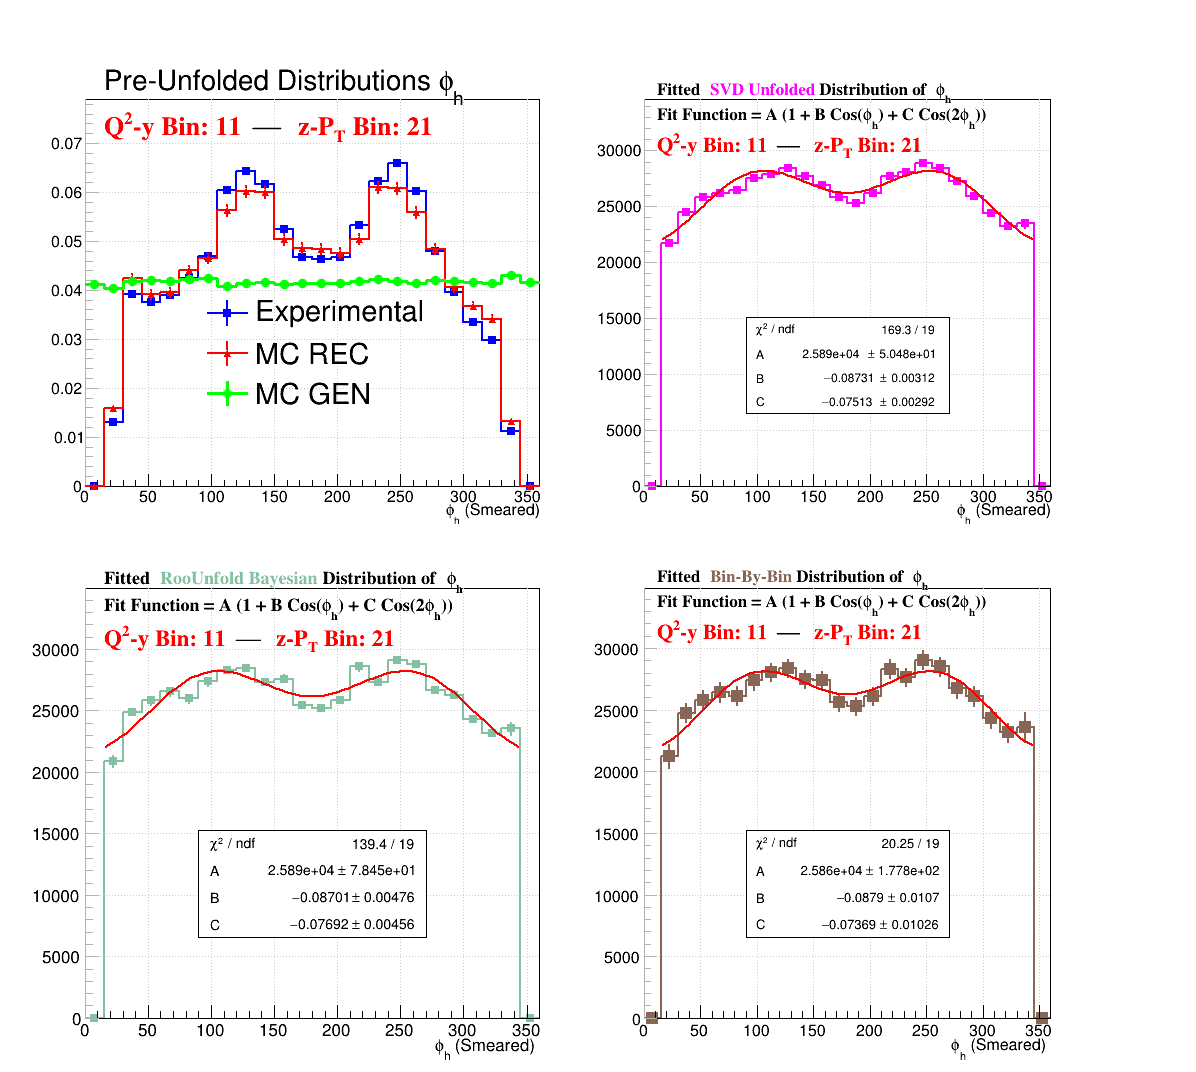 Pre-Unfolded Distributions ϕh
Q2-y Bin: 11 — z-PT Bin: 21
0.07
0.06
0.05
0.04
0.03
0.02
0.01
0
Experimental
MC REC
MC GEN
0 50 100 150 200 250 300 350
ϕh (Smeared)
Fitted SVD Unfolded Distribution of ϕh
Fit Function = A (1 + B Cos(ϕh) + C Cos(2ϕh))
Q2-y Bin: 11 — z-PT Bin: 21
30000
25000
20000
15000
10000
5000
0
χ2 / ndf 169.3 / 19
A 2.589e+04 ± 5.048e+01
B −0.08731 ± 0.00312
C −0.07513 ± 0.00292
0 50 100 150 200 250 300 350
ϕh (Smeared)
Fitted RooUnfold Bayesian Distribution of ϕh
Fit Function = A (1 + B Cos(ϕh) + C Cos(2ϕh))
Q2-y Bin: 11 — z-PT Bin: 21
30000
25000
20000
15000
10000
5000
0
χ2 / ndf 139.4 / 19
A 2.589e+04 ± 7.845e+01
B −0.08701 ± 0.00476
C −0.07692 ± 0.00456
0 50 100 150 200 250 300 350
ϕh (Smeared)
Fitted Bin-By-Bin Distribution of ϕh
Fit Function = A (1 + B Cos(ϕh) + C Cos(2ϕh))
Q2-y Bin: 11 — z-PT Bin: 21
30000
25000
20000
15000
10000
5000
0
χ2 / ndf 20.25 / 19
A 2.586e+04 ± 1.778e+02
B −0.0879 ± 0.0107
C −0.07369 ± 0.01026
0 50 100 150 200 250 300 350
ϕh (Smeared)